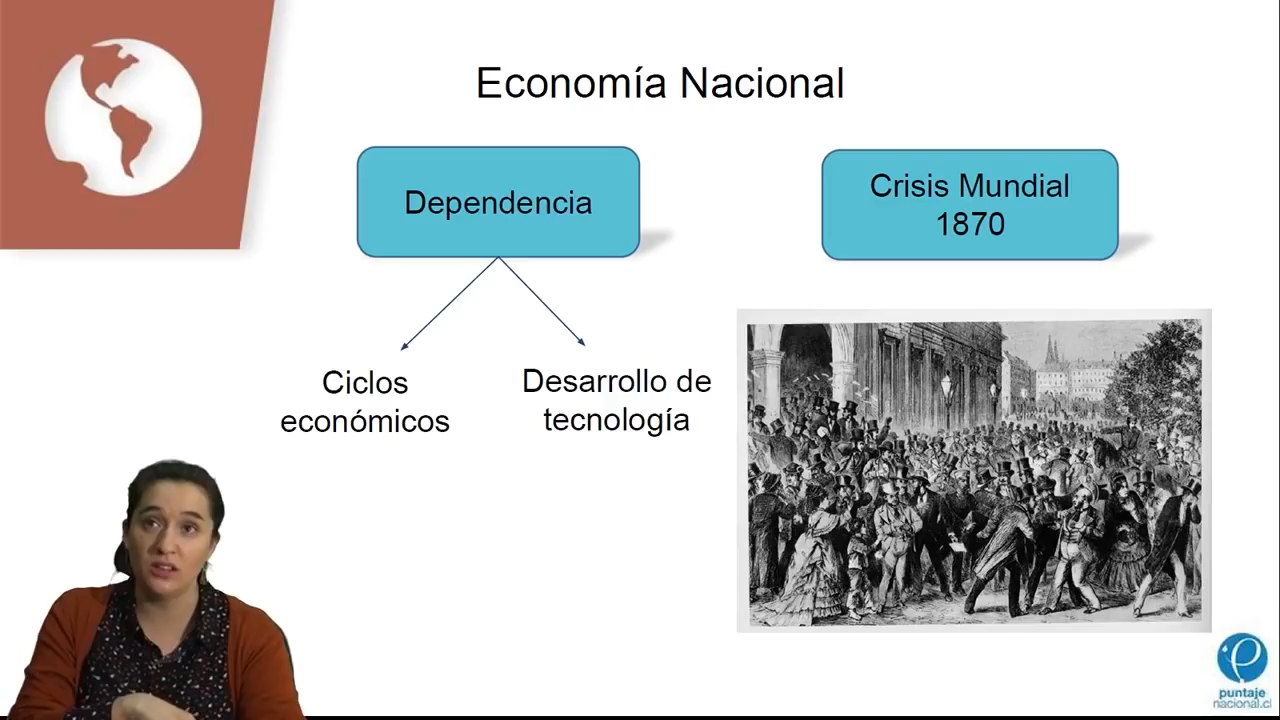 Economía Nacional
Dependencia
Crisis Mundial
1870
Ciclos
económicos
Desarrollo de
tecnología
puntaje
nacional.cl